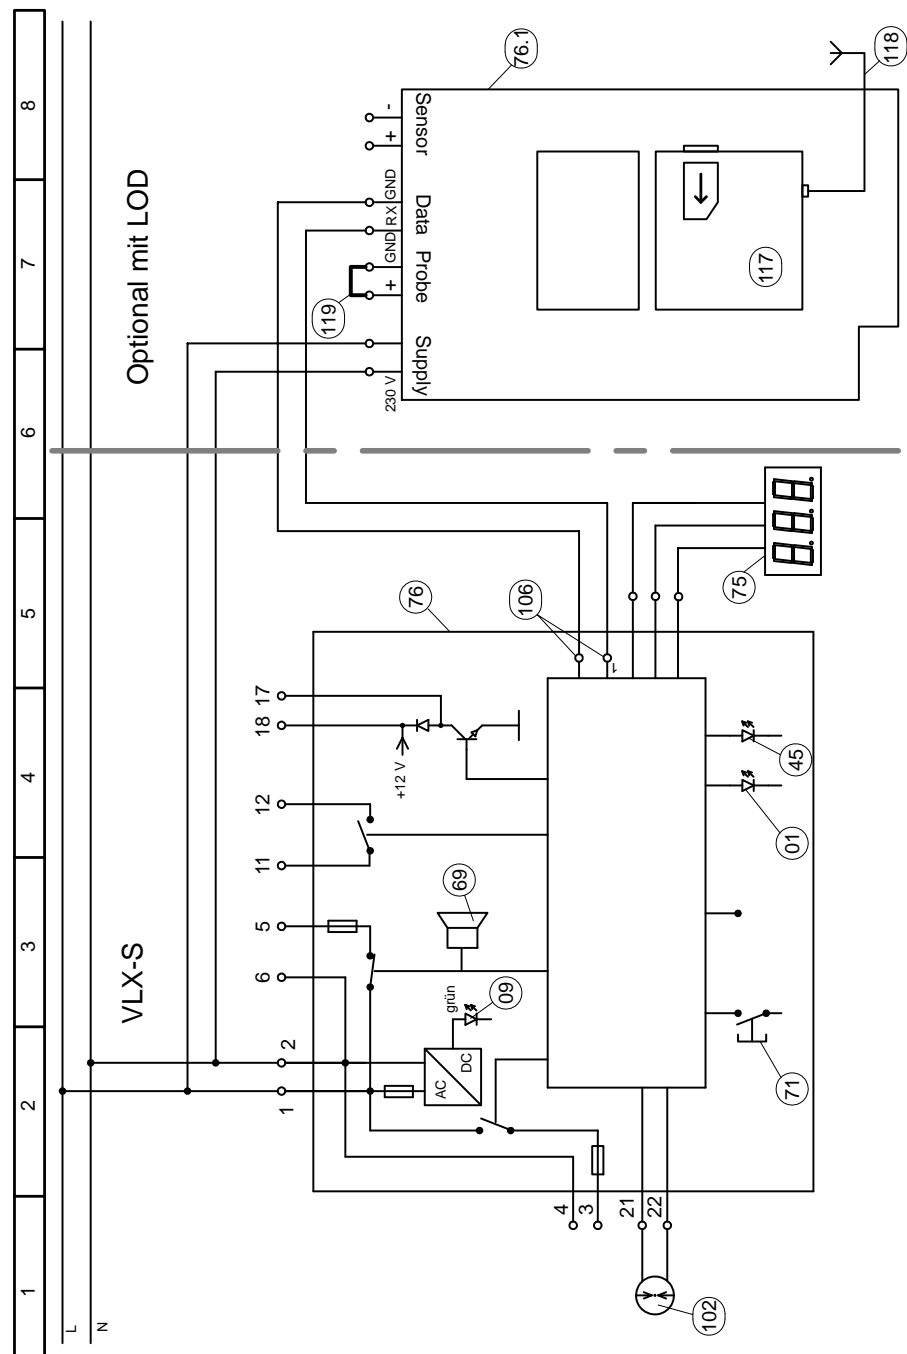 1
2
3
4
5
6
7
8
L
N
VLX-S
Optional mit LOD
1
2
6
5
11
12
18
17
+12 V
AC
DC
grün
09
69
76
106
1
4
3
21
22
102
71
01
45
75
230 V
Supply
+
GND
Probe
RX
GND
Data
+
-
Sensor
119
76.1
117
118